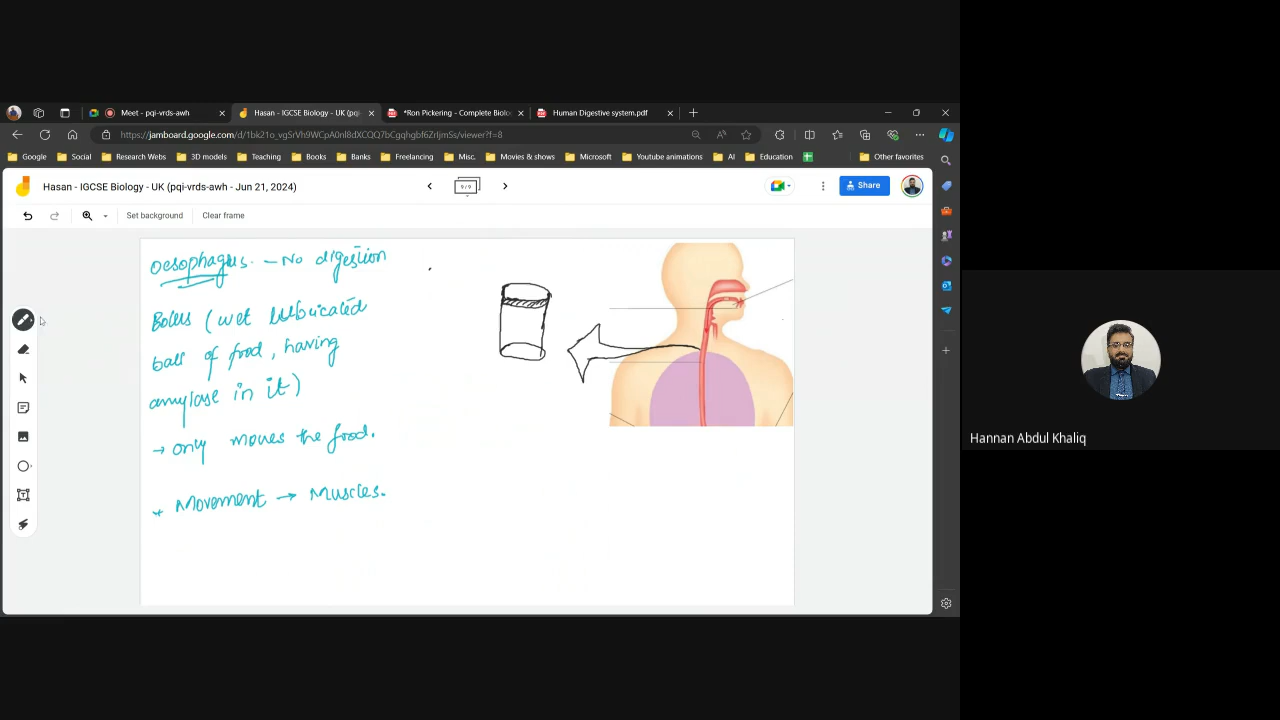 Meet - pqi-vrds-awh
Hasan - IGCSE Biology - UK (pqi-
*Ron Pickering - Complete Biolo
Human Digestive system.pdf
https://jamboard.google.com/d/1bk21o_vgSrVh9WCpA0nI8dXCQQ7bCgqhgbf6ZrIjmSs/viewer?f=8
Google
Social
Research Webs
3D models
Teaching
Books
Banks
Freelancing
Misc.
Movies & shows
Microsoft
Youtube animations
AI
Education
Other favorites
Hasan - IGCSE Biology - UK (pqi-vrds-awh - Jun 21, 2024)
9 / 9
Share
Set background
Clear frame
Oesophagus. - No digestion
Bolus (wet lubricated
ball of food, having
amylase in it)
→ only moves the food.
* Movement → Muscles.
Hannan Abdul Khaliq